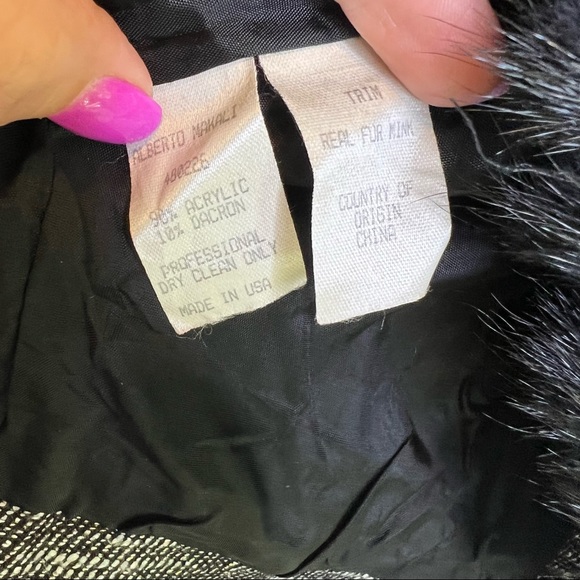 ALBERTO MAKALI
480226
90% ACRYLIC
10% DACRON
PROFESSIONAL
DRY CLEAN ONLY
MADE IN USA
TRIM
REAL FUR MINK
COUNTRY OF
ORIGIN
CHINA